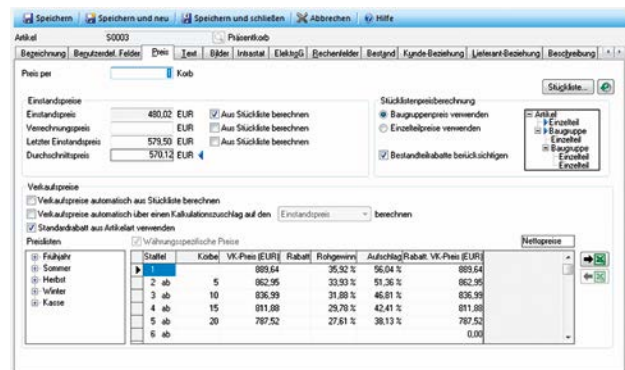 Speichern Speichern und neu Speichern und schließen Abbrechen Hilfe
Artikel S0003 Präsentkorb
Bezeichnung Benutzerdef. Felder Preis Text Bilder Intrastat ElektroG Rechenfelder Bestand Kunde-Beziehung Lieferant-Beziehung Beschreibung
Preis per 1 Korb
Stückliste...
Einstandspreise Stücklistenpreisberechnung
Einstandspreis 480,02 EUR Aus Stückliste berechnen Baugruppenpreis verwenden Artikel
Verrechnungspreis EUR Aus Stückliste berechnen Einzelteilpreise verwenden Einzelteil
Baugruppe
Letzter Einstandspreis 579,50 EUR Aus Stückliste berechnen Einzelteil
Baugruppe
Durchschnittspreis 570,12 EUR Bestandteilrabatte berücksichtigen Einzelteil
Einzelteil
Verkaufspreise
Verkaufspreise automatisch aus Stückliste berechnen
Verkaufspreise automatisch über einen Kalkulationszuschlag auf den Einstandspreis berechnen
Standardrabatt aus Artikelart verwenden
Preislisten Währungsspezifische Preise Nettopreise
Frühjahr
Sommer
Herbst
Winter
Kasse
Staffel Körbe VK-Preis (EUR) Rabatt Rohgewinn Aufschlag Rabatt. VK-Preis (EUR)
1 889,64 35,92 % 56,04 % 889,64
2 ab 5 862,95 33,93 % 51,36 % 862,95
3 ab 10 836,99 31,88 % 46,81 % 836,99
4 ab 15 811,88 29,78 % 42,41 % 811,88
5 ab 20 787,52 27,61 % 38,13 % 787,52
6 ab 0,00